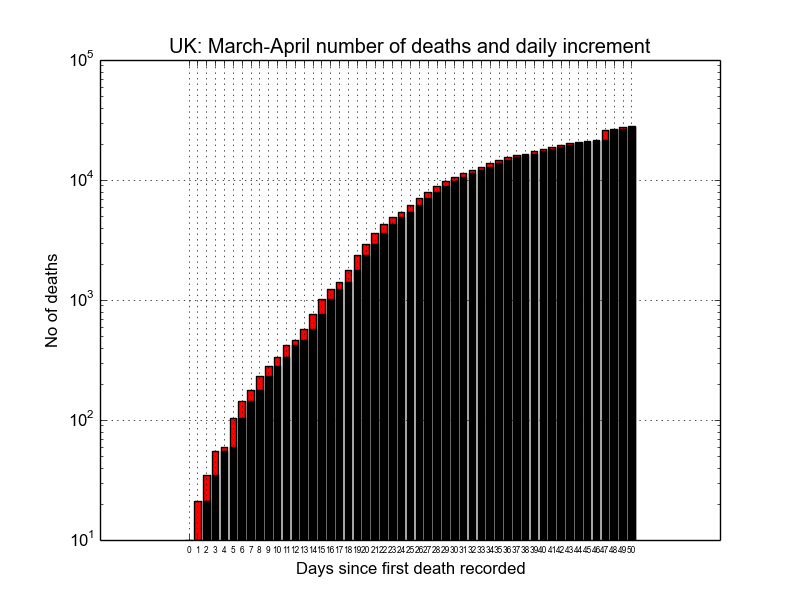 UK: March-April number of deaths and daily increment
10^5
10^4
10^3
10^2
10^1
No of deaths
0 1 2 3 4 5 6 7 8 9 10 11 12 13 14 15 16 17 18 19 20 21 22 23 24 25 26 27 28 29 30 31 32 33 34 35 36 37 38 39 40 41 42 43 44 45 46 47 48 49 50
Days since first death recorded